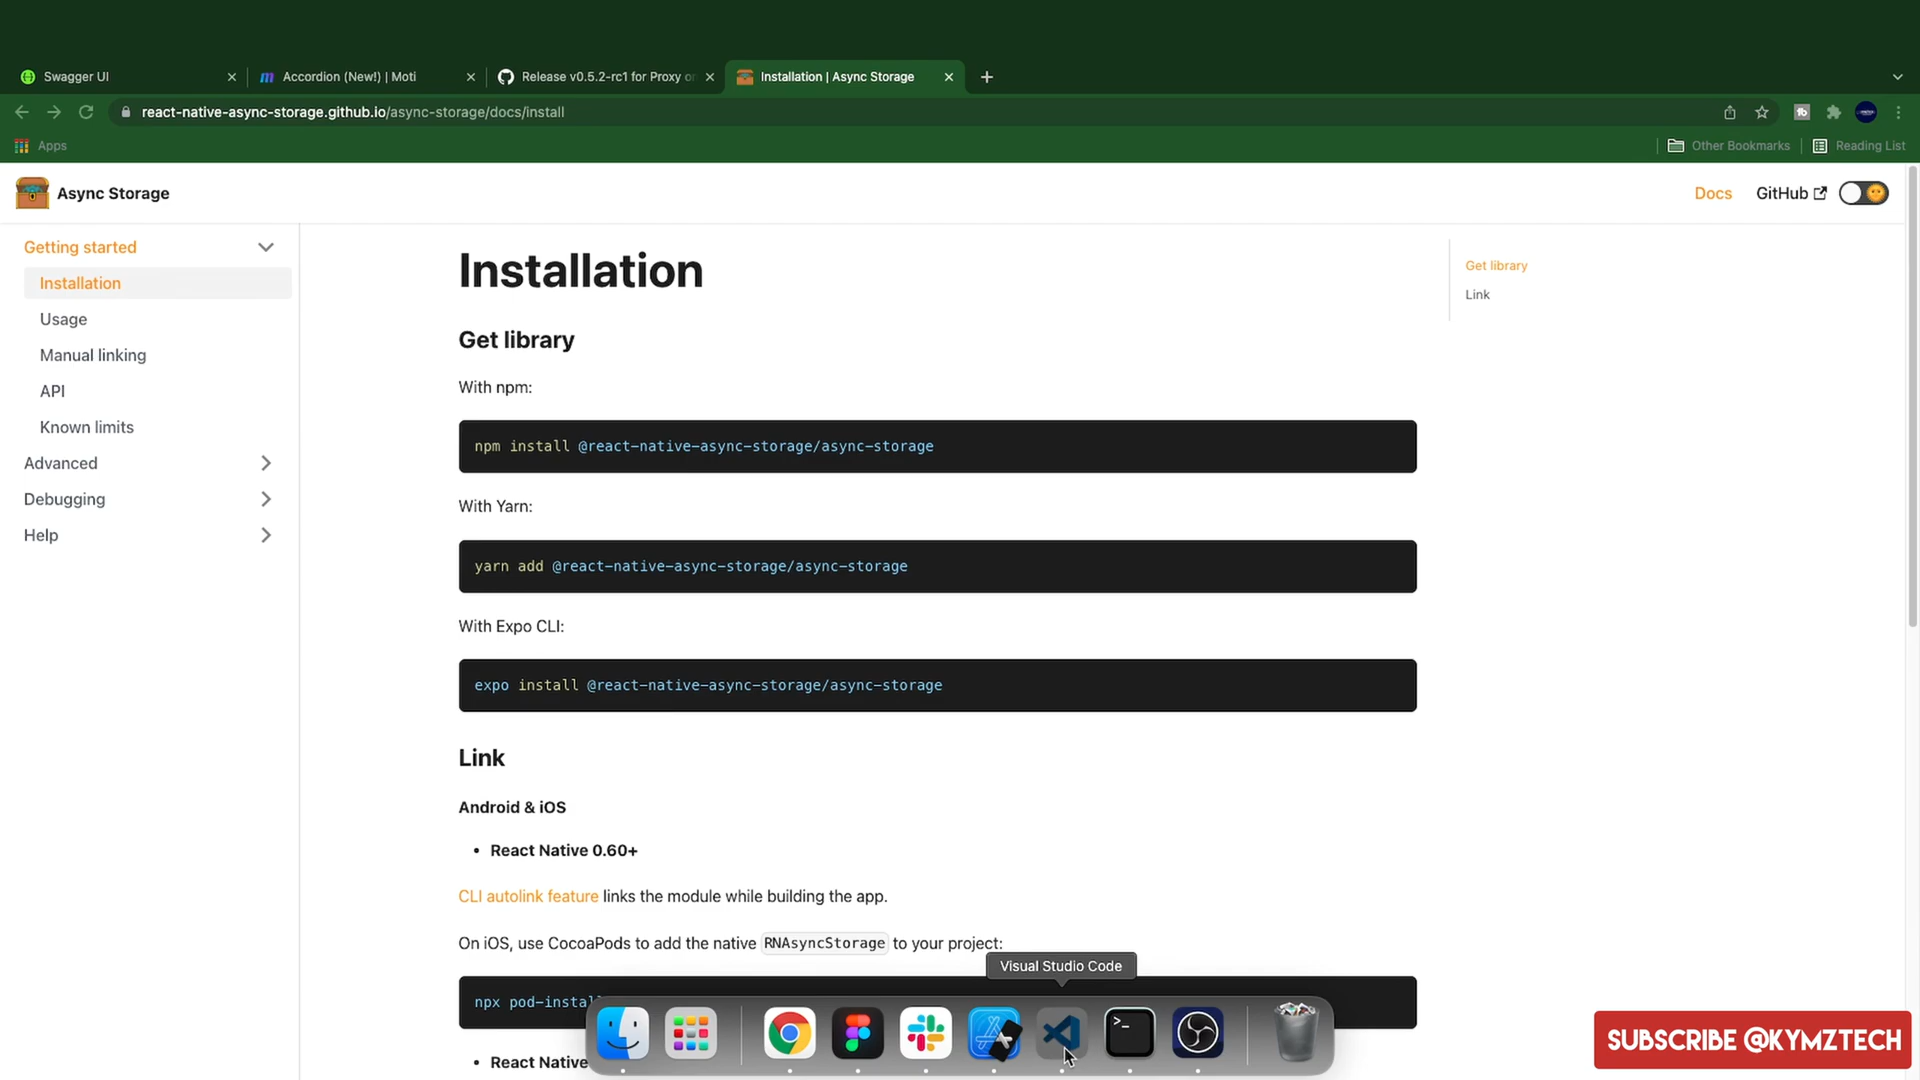 Swagger UI
Accordion (New!) | Moti
Release v0.5.2-rc1 for Proxy or
Installation | Async Storage
react-native-async-storage.github.io/async-storage/docs/install
Apps
Other Bookmarks
Reading List
Async Storage
Docs
GitHub
Getting started
Installation
Usage
Manual linking
API
Known limits
Advanced
Debugging
Help
Installation
Get library
With npm:
npm install @react-native-async-storage/async-storage
With Yarn:
yarn add @react-native-async-storage/async-storage
With Expo CLI:
expo install @react-native-async-storage/async-storage
Link
Android & iOS
• React Native 0.60+
CLI autolink feature links the module while building the app.
On iOS, use CocoaPods to add the native RNAsyncStorage to your project:
npx pod-instal
• React Native
Get library
Link
Visual Studio Code
SUBSCRIBE @KYMZTECH